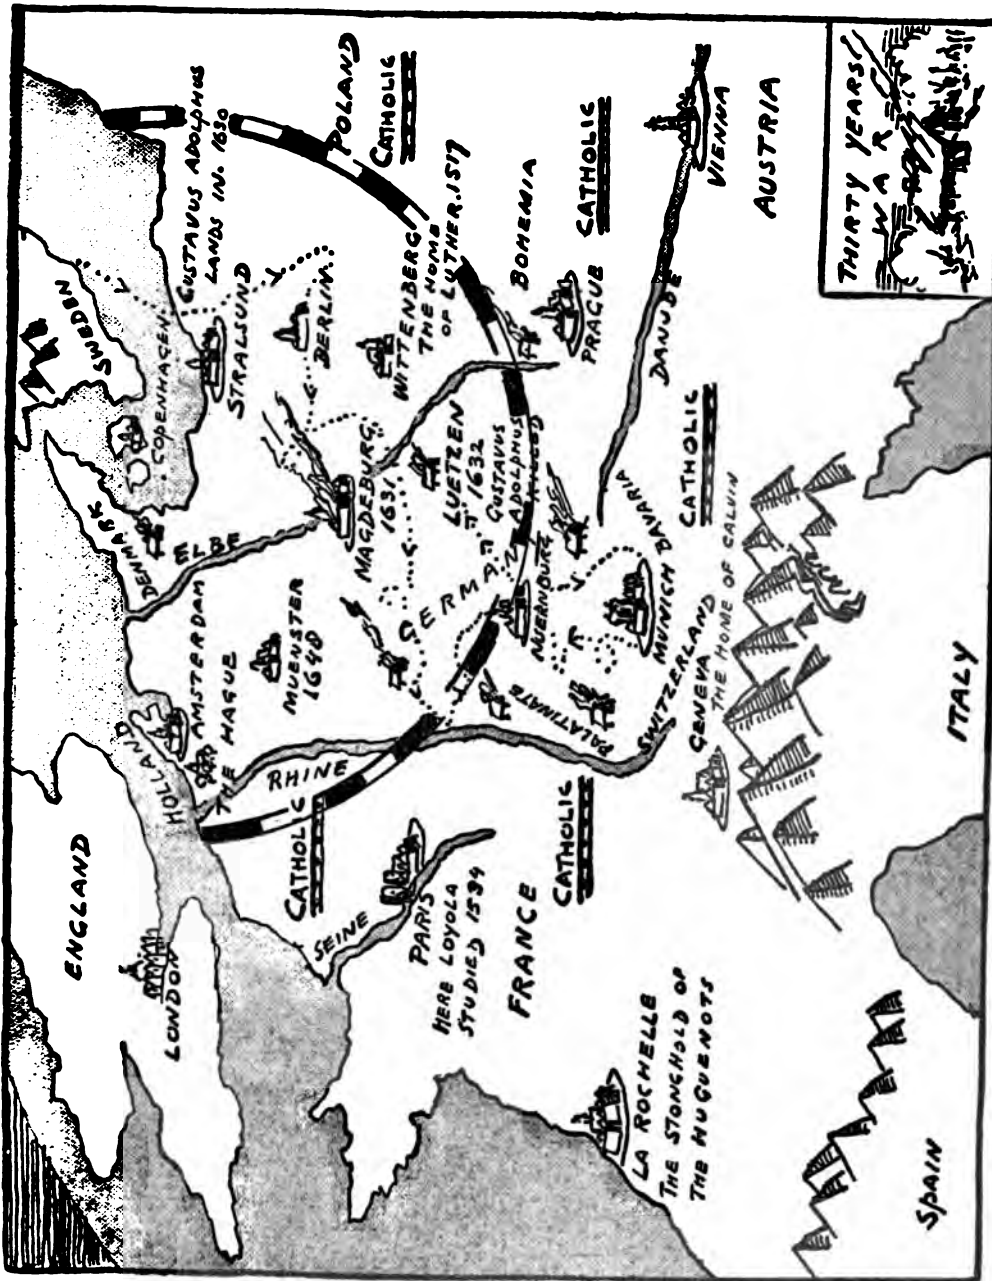 ENGLAND
LONDON
SWEDEN
COPENHAGEN
DENMARK
GUSTAVUS ADOLPHUS
LANDS IN. 1630
STRALSUND
HOLLAND
AMSTERDAM
THE HAGUE
ELBE
BERLIN
POLAND
CATHOLIC
MUENSTER
1648
MAGDEBURG
1631
WITTENBERG
THE HOME
OF LUTHER. 1517
RHINE
CATHOLIC
SEINE
PARIS
HERE LOYOLA
STUDIED 1534
LUETZEN
1632
GUSTAVUS
ADOLPHUS
KILLED
GERMANY
BOHEMIA
PRAGUE
CATHOLIC
FRANCE
CATHOLIC
PALATINATE
NUERNBURG
MUNICH
BAVARIA
CATHOLIC
DANUBE
VIENNA
AUSTRIA
SWITZERLAND
GENEVA
THE HOME OF CALVIN
LA ROCHELLE
THE STONGHOLD OF
THE HUGUENOTS
SPAIN
ITALY
THIRTY YEARS
WAR